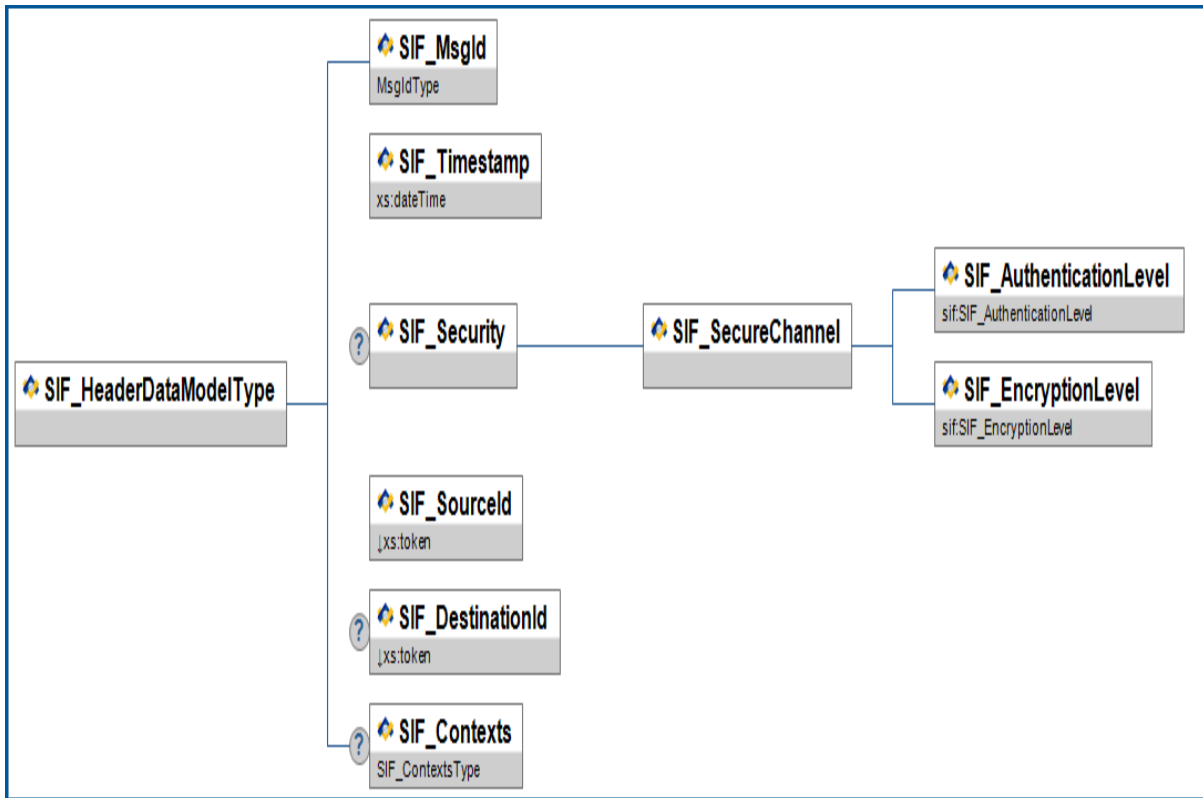 SIF_MsgId
MsgIdType
SIF_Timestamp
xs:dateTime
SIF_AuthenticationLevel
sif:SIF_AuthenticationLevel
?
SIF_Security
SIF_SecureChannel
SIF_HeaderDataModelType
SIF_EncryptionLevel
sif:SIF_EncryptionLevel
SIF_SourceId
↓xs:token
?
SIF_DestinationId
↓xs:token
?
SIF_Contexts
SIF_ContextsType